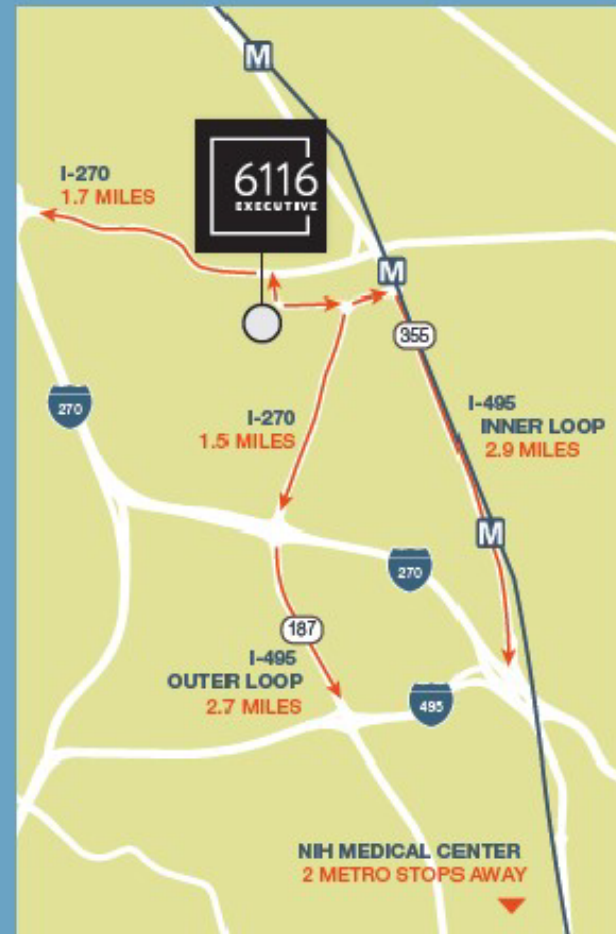 M
I-270
1.7 MILES
6116
EXECUTIVE
M
355
270
I-270
1.5 MILES
I-495
INNER LOOP
2.9 MILES
M
270
187
I-495
OUTER LOOP
2.7 MILES
495
NIH MEDICAL CENTER
2 METRO STOPS AWAY